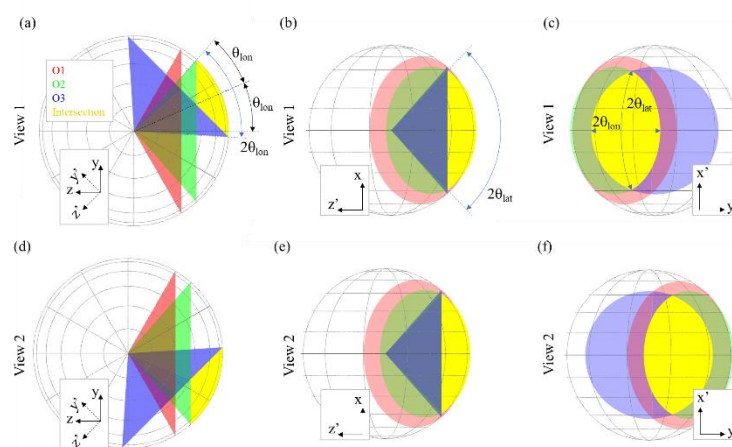 (a)
(b)
(c)
View 1
O1
O2
O3
Intersection
θlon
θlon
2θlon
y'
y
z
z'
View 1
x
z'
2θlat
View 1
2θlat
2θlon
x'
y
(d)
(e)
(f)
View 2
y'
y
z
z'
View 2
x
z'
View 2
x'
y